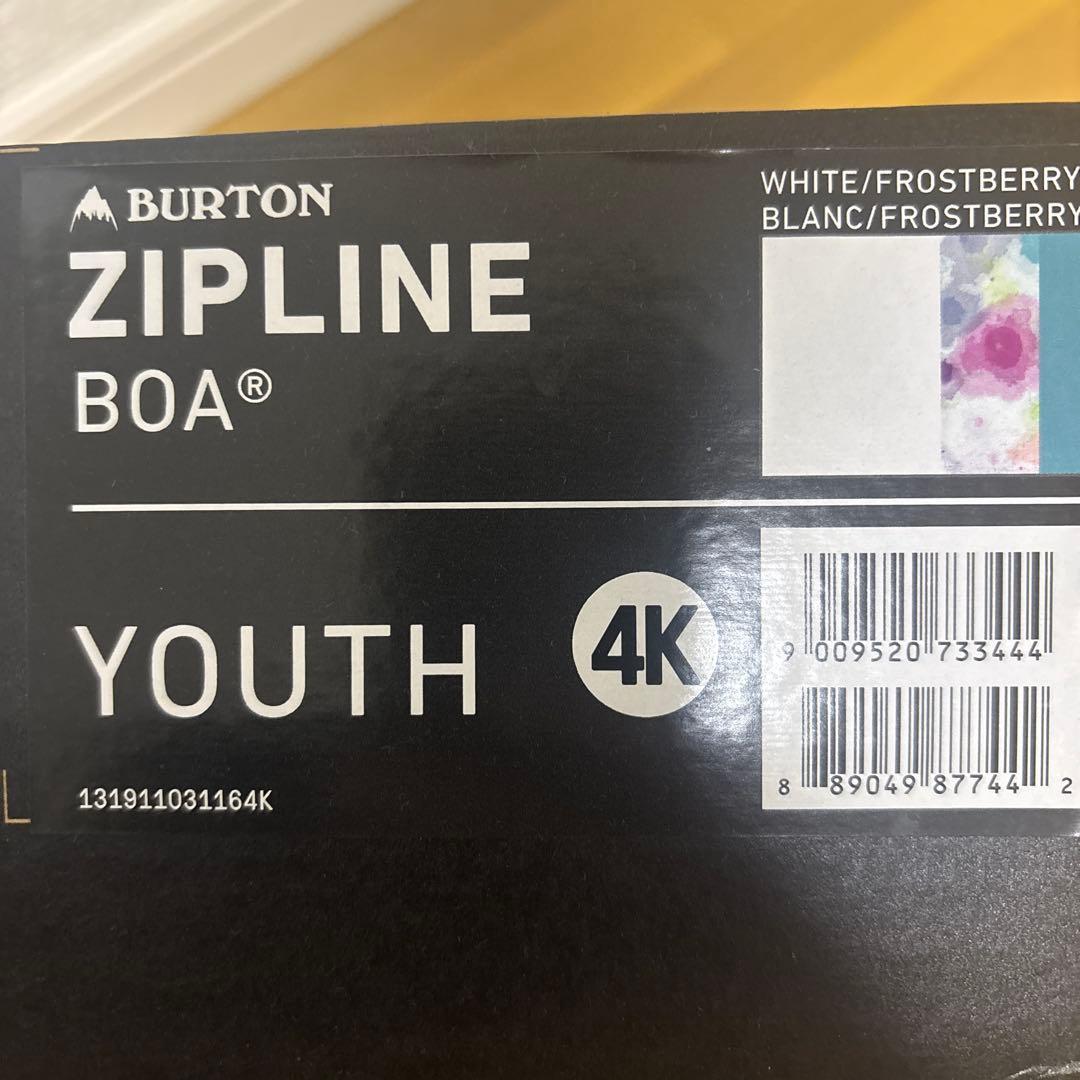 BURTON
ZIPLINE
BOA®
WHITE/FROSTBERRY
BLANC/FROSTBERRY
YOUTH
4K
131911031164K
9 009520 733444
8 89049 87744 2